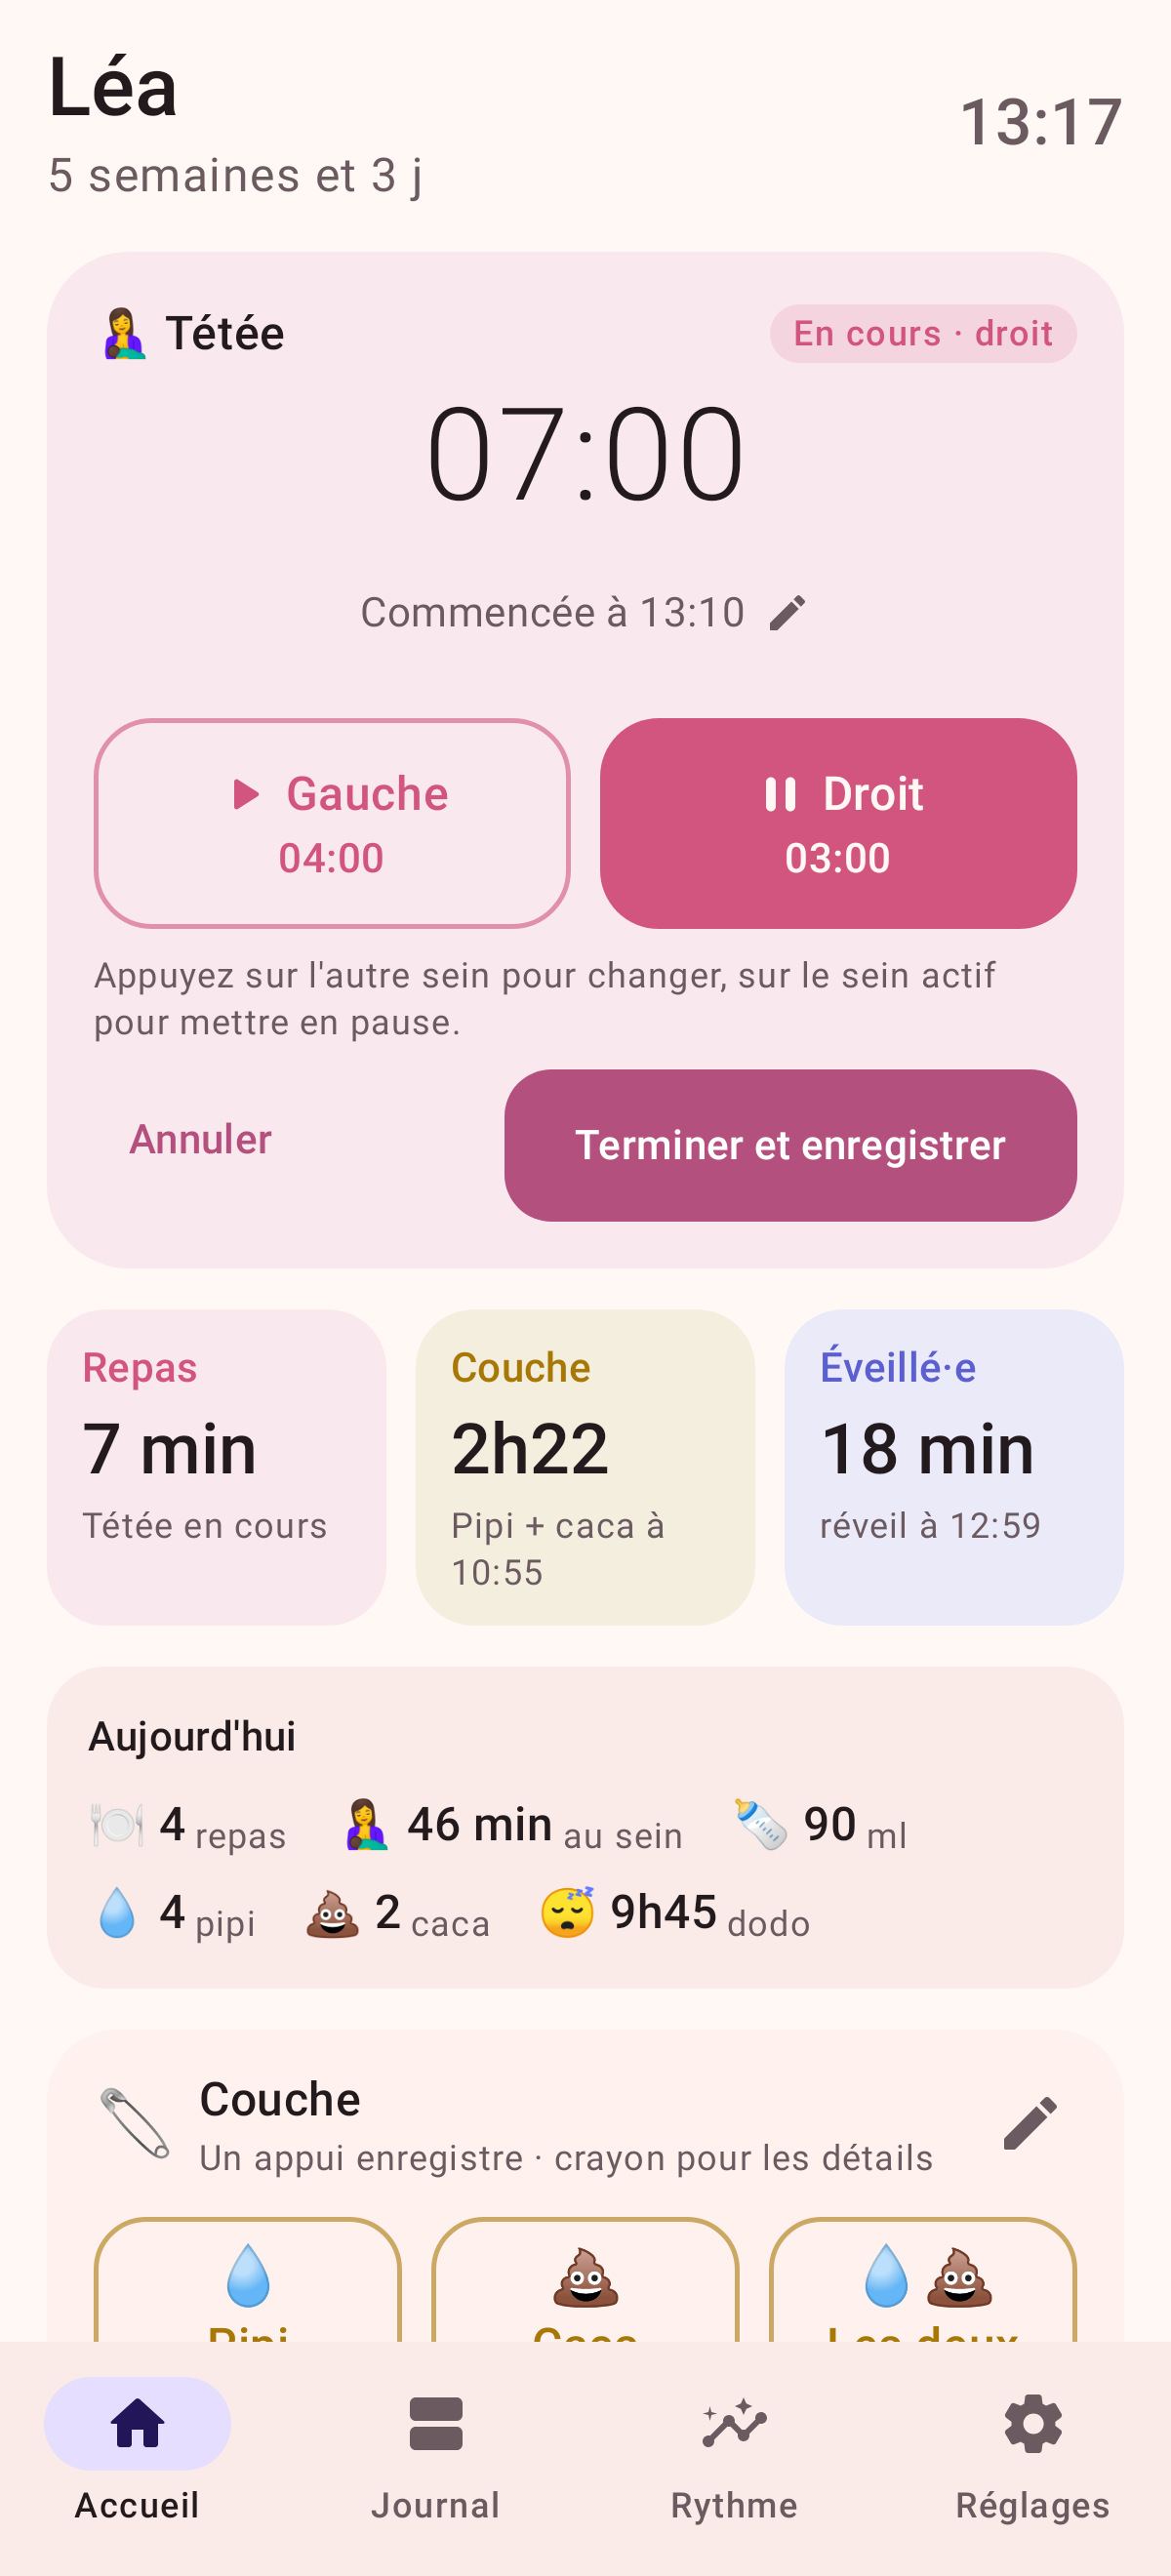 Léa
13:17
5 semaines et 3 j
Tétée
En cours · droit
07:00
Commencée à 13:10
Gauche
04:00
Droit
03:00
Appuyez sur l'autre sein pour changer, sur le sein actif
pour mettre en pause.
Annuler
Terminer et enregistrer
Repas
7 min
Tétée en cours
Couche
2h22
Pipi + caca à
10:55
Éveillé·e
18 min
réveil à 12:59
Aujourd'hui
4 repas
46 min au sein
90 ml
4 pipi
2 caca
9h45 dodo
Couche
Un appui enregistre · crayon pour les détails
Pipi
Caca
Les deux
Accueil
Journal
Rythme
Réglages